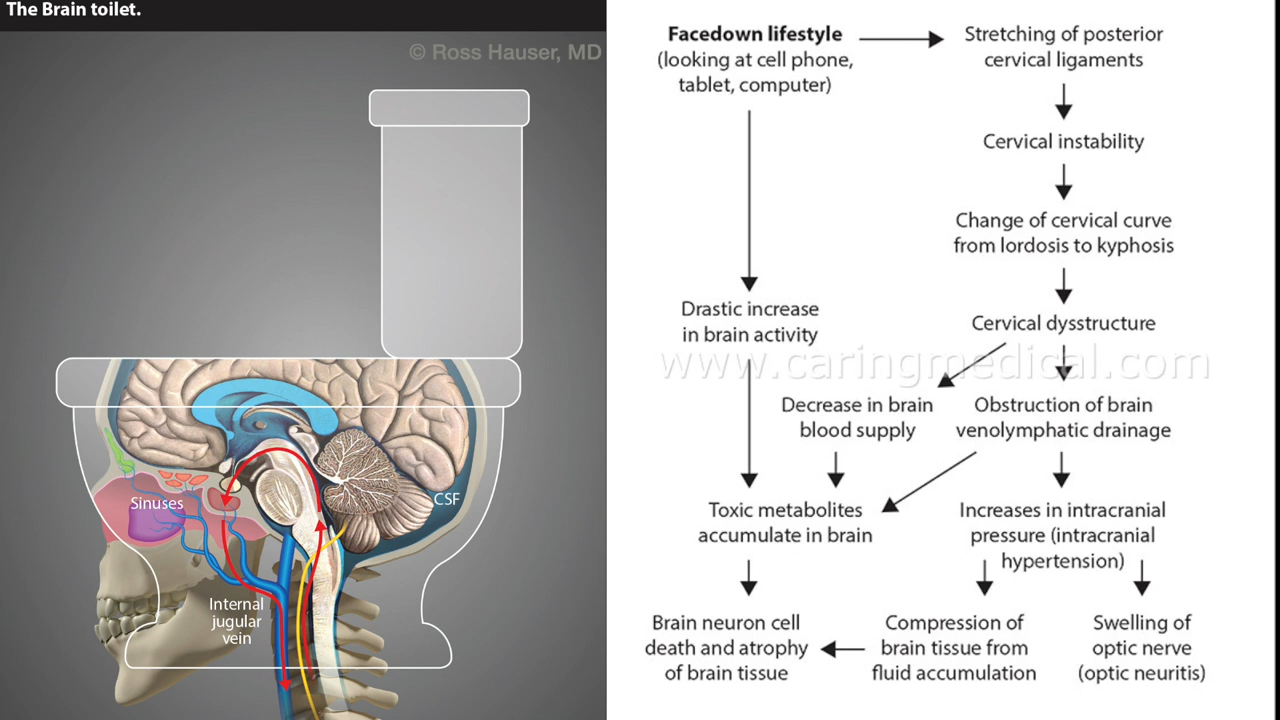 The Brain toilet.
© Ross Hauser, MD
Sinuses
CSF
Internal
jugular
vein
Facedown lifestyle
(looking at cell phone,
tablet, computer)
Stretching of posterior
cervical ligaments
Cervical instability
Change of cervical curve
from lordosis to kyphosis
Drastic increase
in brain activity
Cervical dysstructure
www.caringmedical.com
Decrease in brain
blood supply
Obstruction of brain
venolymphatic drainage
Toxic metabolites
accumulate in brain
Increases in intracranial
pressure (intracranial
hypertension)
Brain neuron cell
death and atrophy
of brain tissue
Compression of
brain tissue from
fluid accumulation
Swelling of
optic nerve
(optic neuritis)